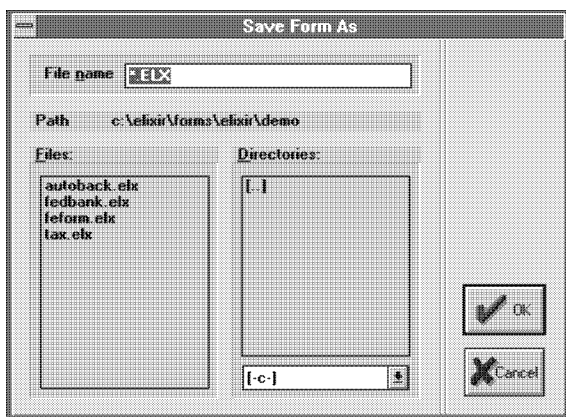 Save Form As
File name *.ELX
Path c:\elixir\forms\elixir\demo
Files:
Directories:
autoback.elx
fedbank.elx
feform.elx
tax.elx
[..]
[-c-]
OK
Cancel